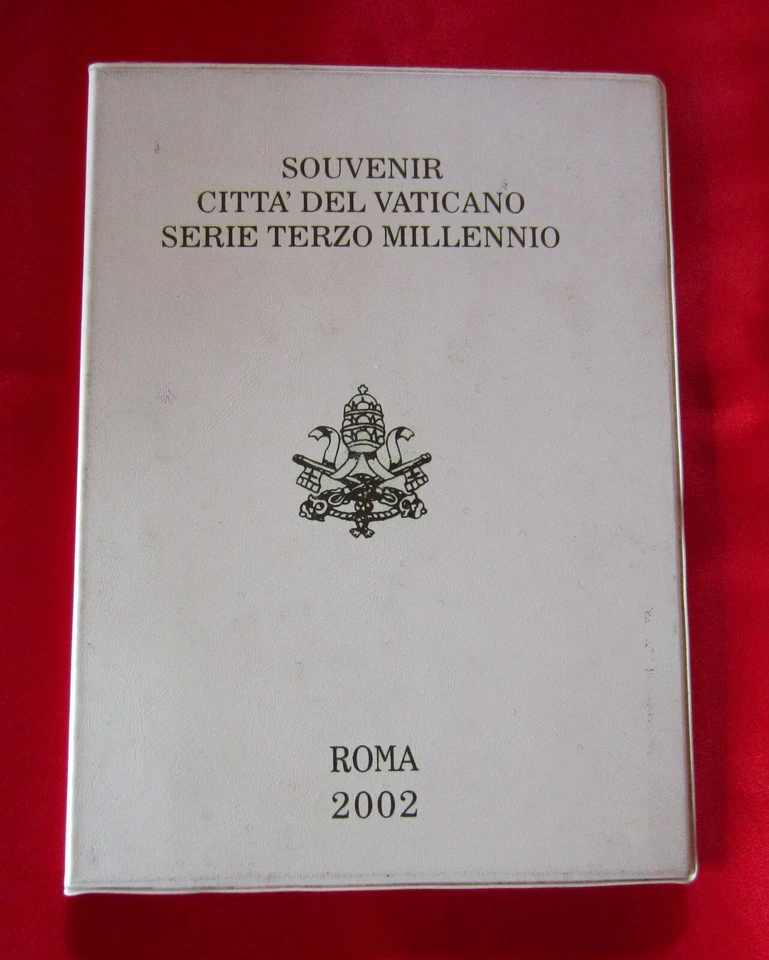 SOUVENIR
CITTA' DEL VATICANO
SERIE TERZO MILLENNIO
ROMA
2002